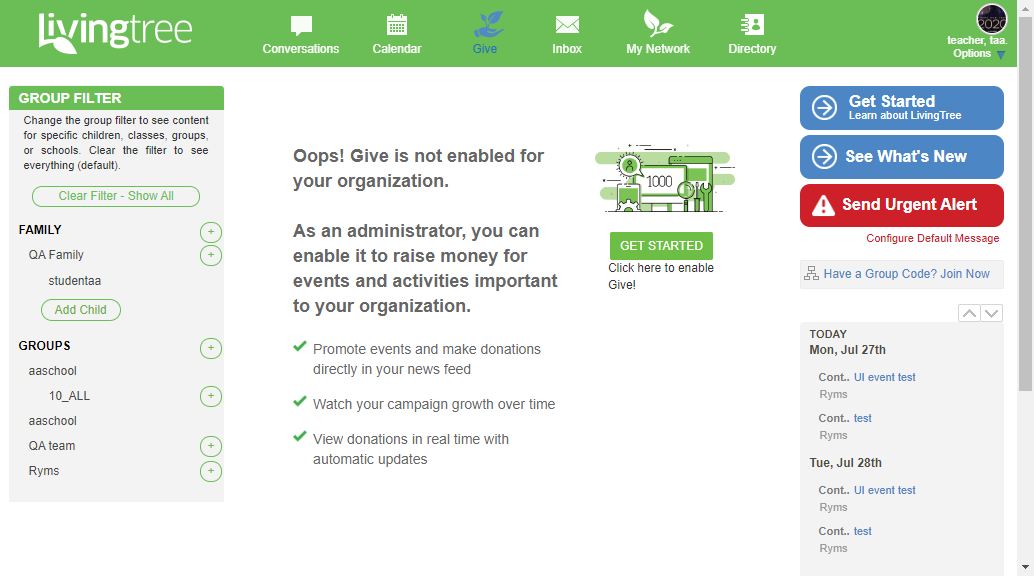 livingtree
Conversations
Calendar
Give
Inbox
My Network
Directory
2020
teacher, taa.
Options
GROUP FILTER
Change the group filter to see content
for specific children, classes, groups,
or schools. Clear the filter to see
everything (default).
Clear Filter - Show All
FAMILY
+
QA Family
+
studentaa
Add Child
GROUPS
+
aaschool
10_ALL
+
aaschool
QA team
+
Ryms
+
Oops! Give is not enabled for
your organization.
As an administrator, you can
enable it to raise money for
events and activities important
to your organization.
Promote events and make donations
directly in your news feed
Watch your campaign growth over time
View donations in real time with
automatic updates
1000
GET STARTED
Click here to enable
Give!
Get Started
Learn about LivingTree
See What's New
Send Urgent Alert
Configure Default Message
Have a Group Code? Join Now
TODAY
Mon, Jul 27th
Cont.. UI event test
Ryms
Cont.. test
Ryms
Tue, Jul 28th
Cont.. UI event test
Ryms
Cont.. test
Ryms